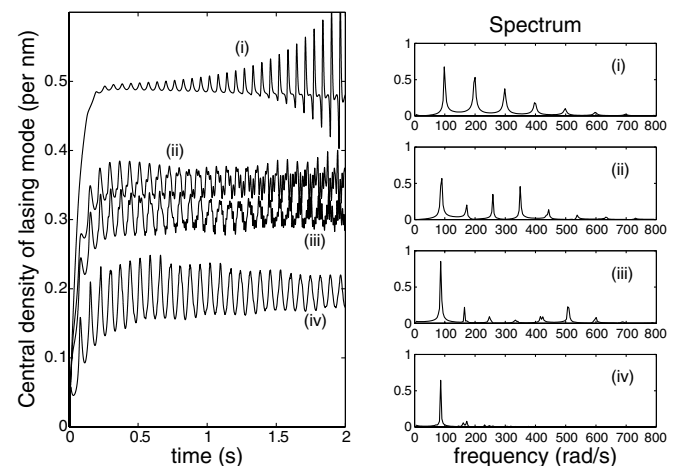 Central density of lasing mode (per nm)
0.5
0.4
0.3
0.2
0.1
0
0 0.5 1 1.5 2
time (s)
(i)
(ii)
(iii)
(iv)
Spectrum
1
0.5
0
0 100 200 300 400 500 600 700 800
(i)
1
0.5
0
0 100 200 300 400 500 600 700 800
(ii)
1
0.5
0
0 100 200 300 400 500 600 700 800
(iii)
1
0.5
0
0 100 200 300 400 500 600 700 800
(iv)
frequency (rad/s)